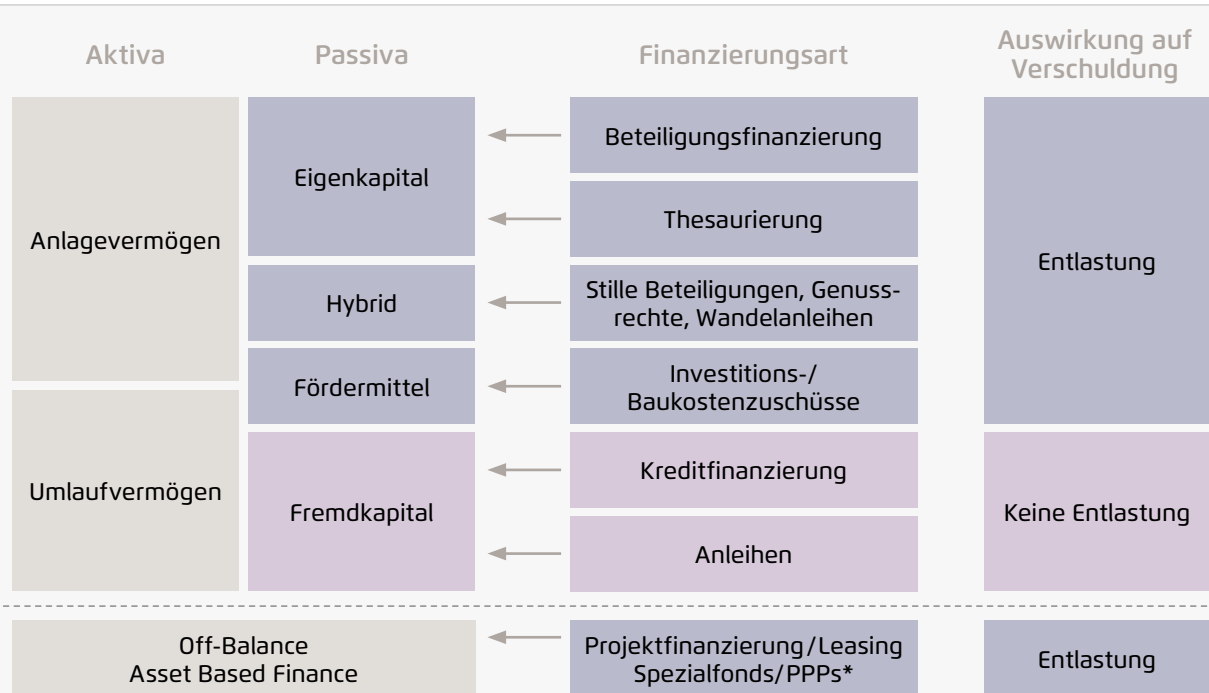 Aktiva
Passiva
Finanzierungsart
Auswirkung auf
Verschuldung
Anlagevermögen
Umlaufvermögen
Eigenkapital
Hybrid
Fördermittel
Fremdkapital
Beteiligungsfinanzierung
Thesaurierung
Stille Beteiligungen, Genuss-
rechte, Wandelanleihen
Investitions-/
Baukostenzuschüsse
Kreditfinanzierung
Anleihen
Entlastung
Keine Entlastung
Off-Balance
Asset Based Finance
Projektfinanzierung/Leasing
Spezialfonds/PPPs*
Entlastung